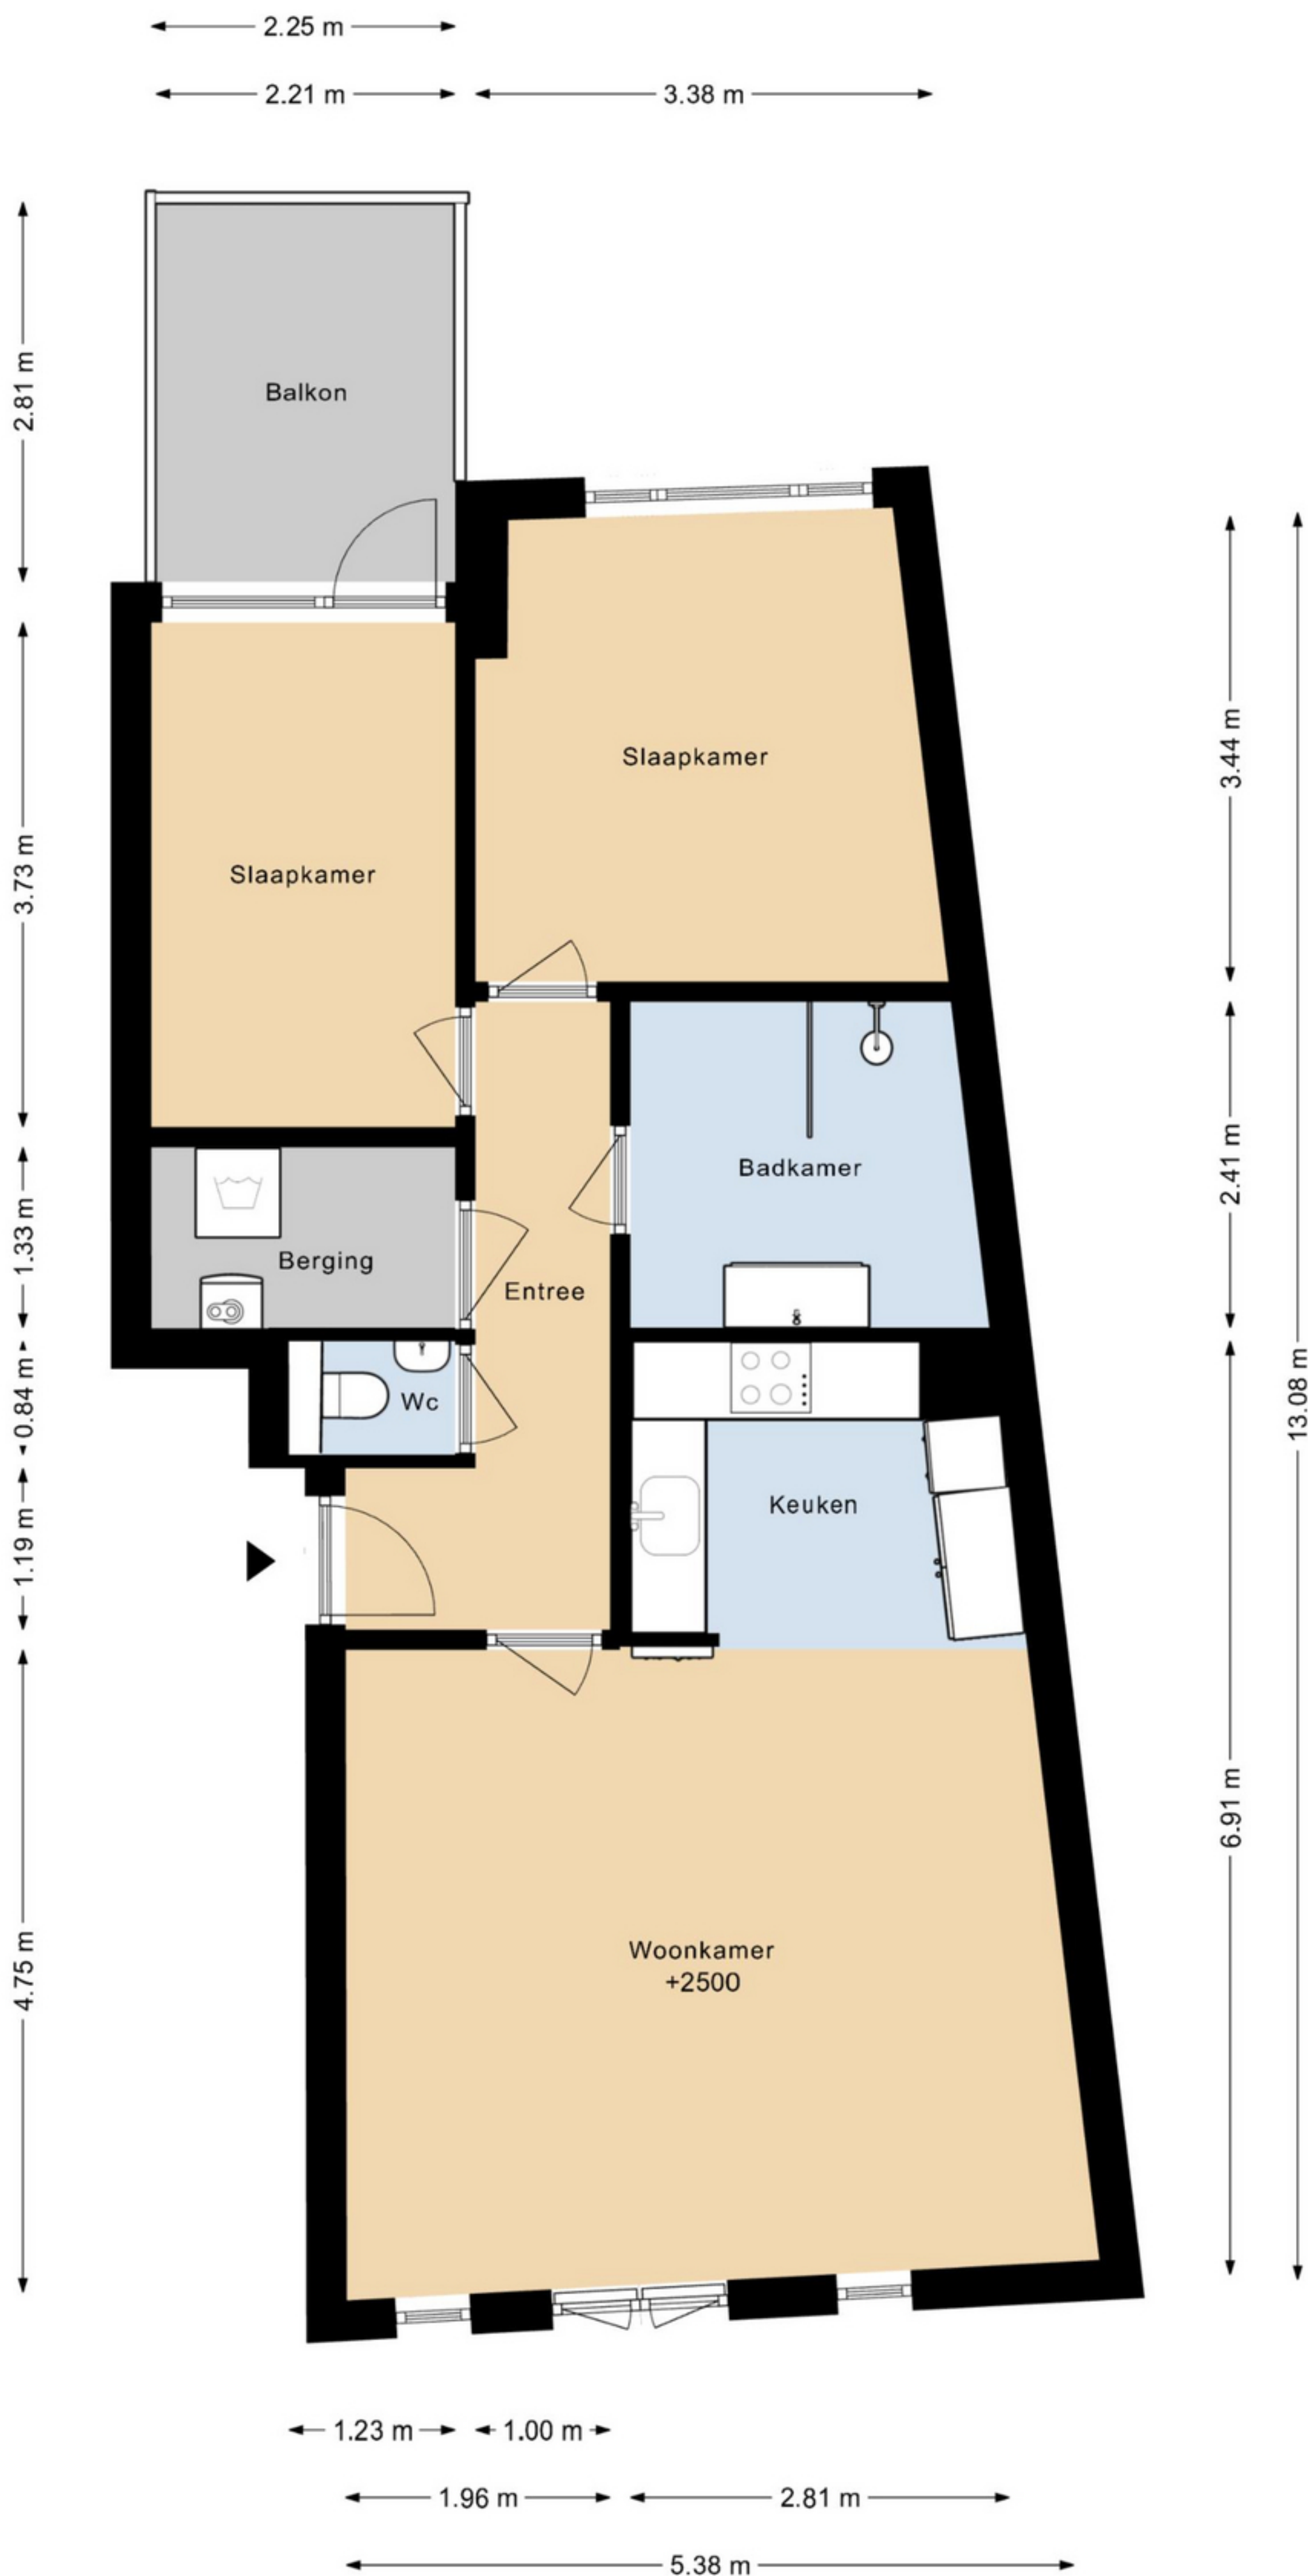 2.25 m
2.21 m
3.38 m
2.81 m
Balkon
3.44 m
Slaapkamer
3.73 m
Slaapkamer
2.41 m
Badkamer
1.33 m
Berging
Entree
13.08 m
0.84 m
Wc
1.19 m
Keuken
6.91 m
4.75 m
Woonkamer
+2500
1.23 m
1.00 m
1.96 m
2.81 m
5.38 m